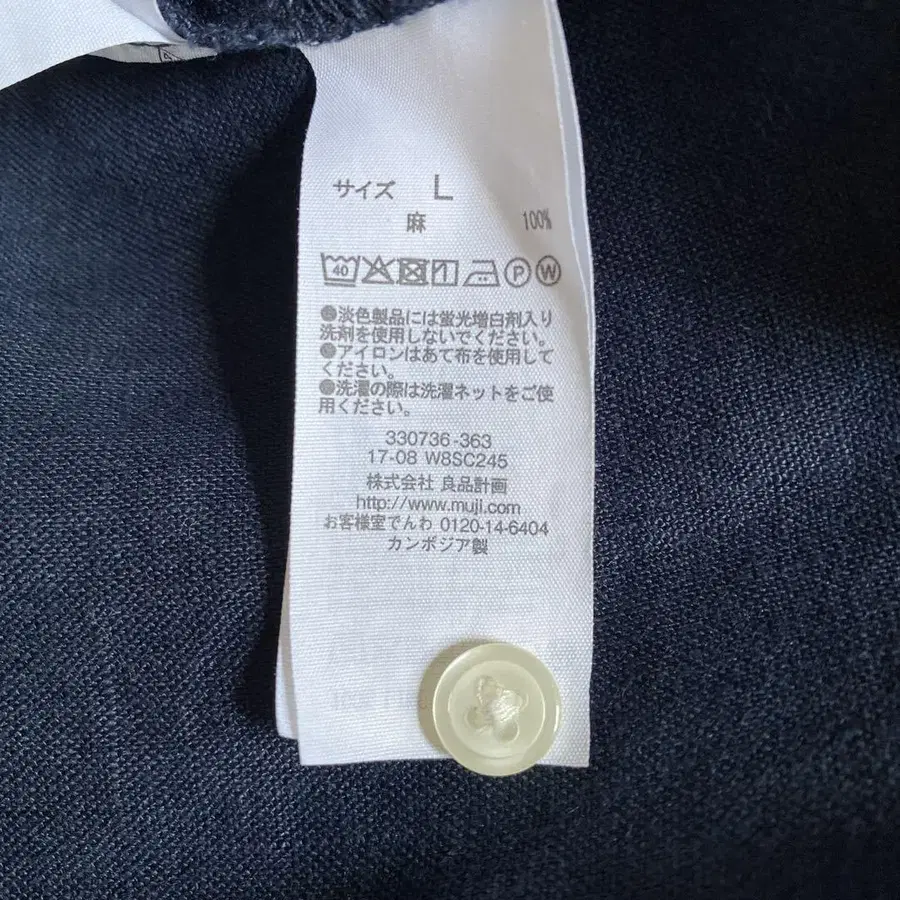 サイズ L
麻 100%
40 P W
●淡色製品には蛍光増白剤入り
洗剤を使用しないでください。
●アイロンはあて布を使用して
ください。
●洗濯の際は洗濯ネットをご使
用ください。
330736-363
17-08 W8SC245
株式会社 良品計画
http://www.muji.com
お客様室でんわ 0120-14-6404
カンボジア製